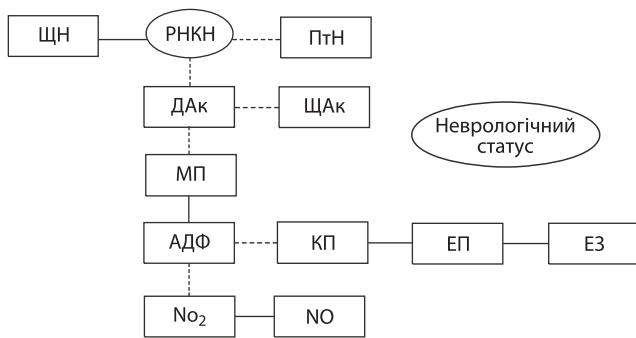 ЩН
РНКН
ПтН
ДАк
ЩАк
Неврологічний
статус
МП
АДФ
КП
ЕП
ЕЗ
No₂
NO